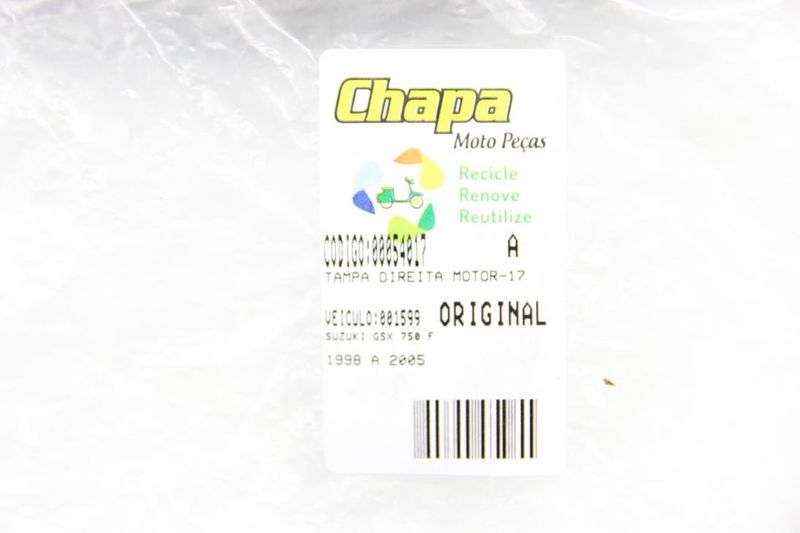 Chapa
Moto Peças
Recicle
Renove
Reutilize
CODIGO:00054017 A
TAMPA DIREITA MOTOR-17
VEICULO:001599 ORIGINAL
SUZUKI GSX 750 F
1998 A 2005